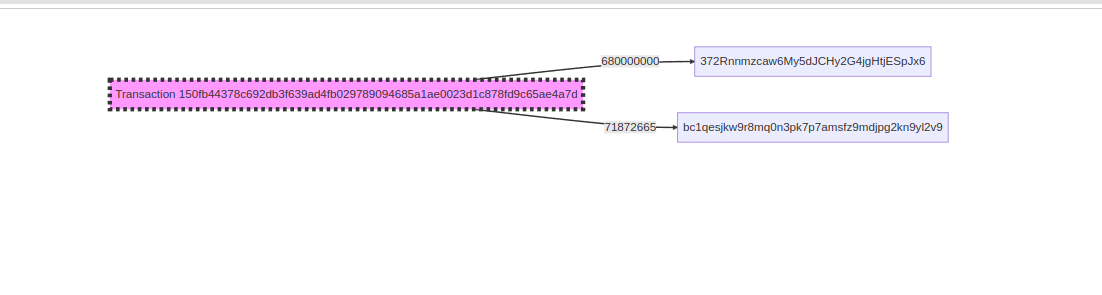 680000000
372Rnnmzcaw6My5dJCHy2G4jgHtjESpJx6
Transaction 150fb44378c692db3f639ad4fb029789094685a1ae0023d1c878fd9c65ae4a7d
71872665
bc1qesjkw9r8mq0n3pk7p7amsfz9mdjpg2kn9yl2v9